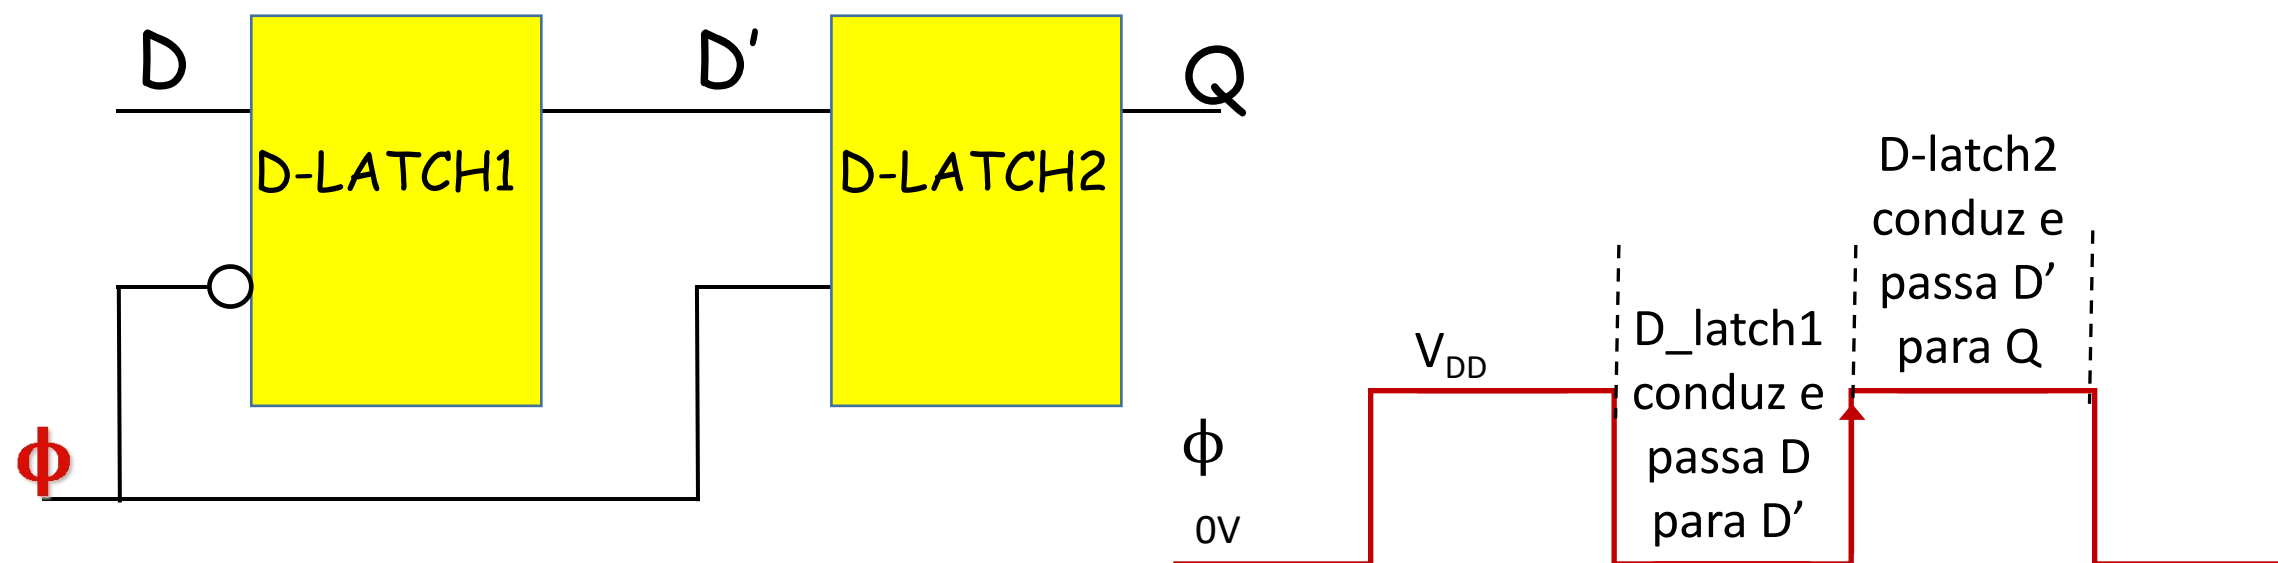 D
D'
Q
D-LATCH1
D-LATCH2
ϕ
D-latch2
conduz e
passa D'
para Q
D_latch1
conduz e
passa D
para D'
VDD
ϕ
0V